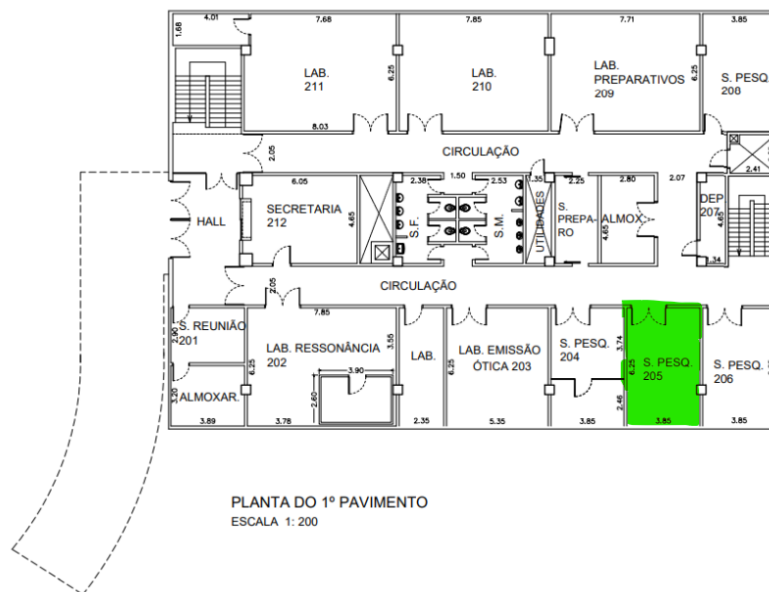 4.01
7.68
7.85
7.71
3.85
1.68
LAB.
211
6.25
LAB.
210
LAB.
PREPARATIVOS
209
6.25
S. PESQ.
208
8.03
2.05
CIRCULAÇÃO
2.41
6.05
2.38
1.50
2.53
1.35
2.25
2.80
2.07
HALL
SECRETARIA
212
4.65
S.F.
S.M.
UTILIDADES
S.
PREPA-
RO
4.65
ALMOX.
DEP
207
4.65
.34
2.05
CIRCULAÇÃO
7.85
S. REUNIÃO
201
2.90
LAB. RESSONÂNCIA
202
6.25
3.55
3.90
2.60
LAB.
6.25
LAB. EMISSÃO
ÓTICA 203
S. PESQ.
204
3.74
6.25
S. PESQ.
205
S. PESQ.
206
ALMOXAR.
3.20
2.46
3.89
3.78
2.35
5.35
3.85
3.85
3.85
PLANTA DO 1º PAVIMENTO
ESCALA 1: 200